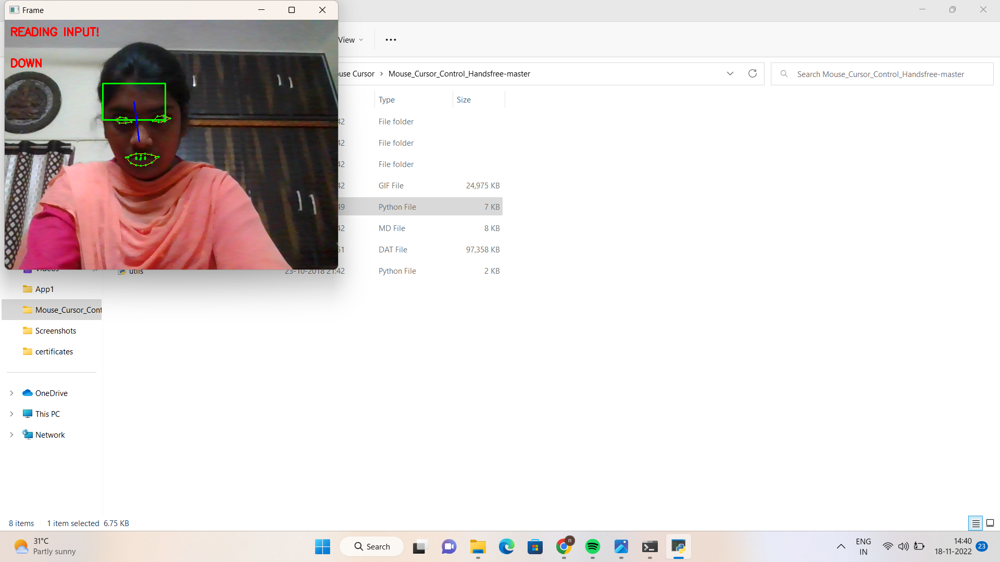 Frame
READING INPUT!
DOWN
View
use Cursor > Mouse_Cursor_Control_Handsfree-master
Search Mouse_Cursor_Control_Handsfree-master
Type Size
42 File folder
42 File folder
42 File folder
42 GIF File 24,975 KB
49 Python File 7 KB
42 MD File 8 KB
51 DAT File 97,358 KB
utils 23-10-2018 21:42 Python File 2 KB
Videos
App1
Mouse_Cursor_Cont
Screenshots
certificates
OneDrive
This PC
Network
8 items 1 item selected 6.75 KB
31°C
Partly sunny
Search
n
ENG
IN
14:40
18-11-2022
23